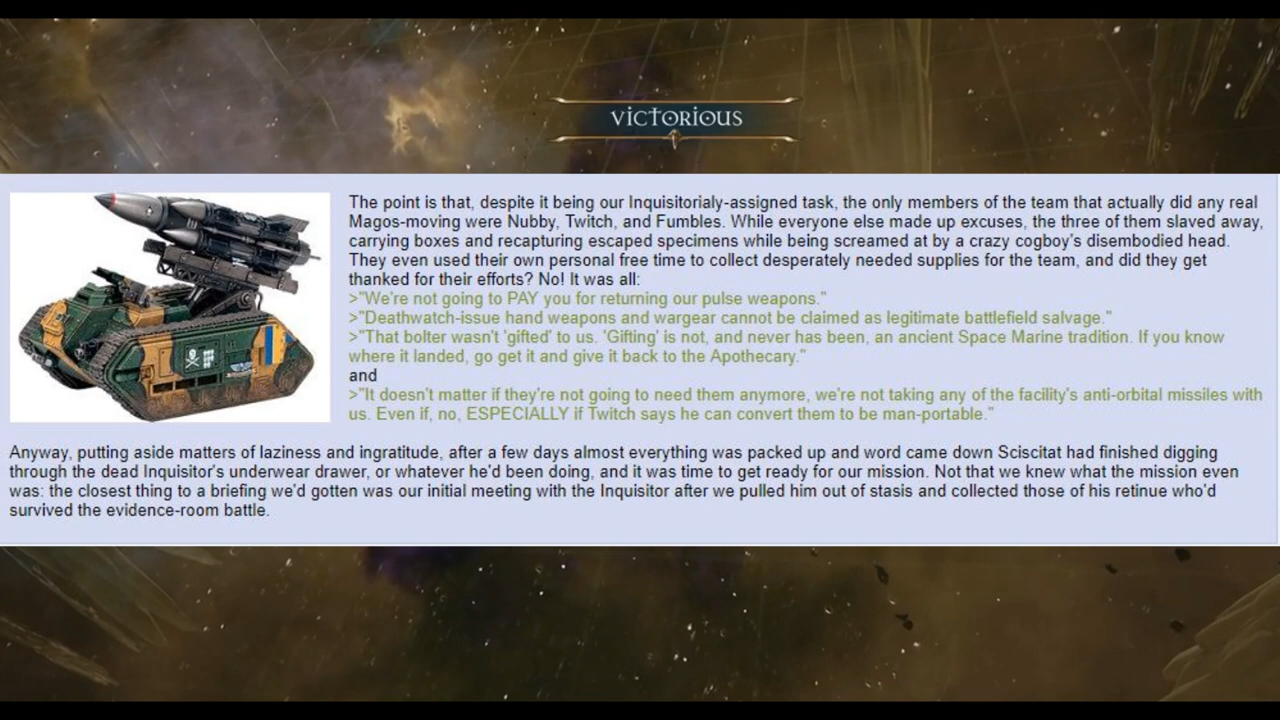 VICTORIOUS
The point is that, despite it being our Inquisitorialy-assigned task, the only members of the team that actually did any real
Magos-moving were Nubby, Twitch, and Fumbles. While everyone else made up excuses, the three of them slaved away,
carrying boxes and recapturing escaped specimens while being screamed at by a crazy cogboy's disembodied head.
They even used their own personal free time to collect desperately needed supplies for the team, and did they get
thanked for their efforts? No! It was all:
>"We're not going to PAY you for returning our pulse weapons."
>"Deathwatch-issue hand weapons and wargear cannot be claimed as legitimate battlefield salvage."
>"That bolter wasn't 'gifted' to us. 'Gifting' is not, and never has been, an ancient Space Marine tradition. If you know
where it landed, go get it and give it back to the Apothecary."
and
>"It doesn't matter if they're not going to need them anymore, we're not taking any of the facility's anti-orbital missiles with
us. Even if, no, ESPECIALLY if Twitch says he can convert them to be man-portable."
Anyway, putting aside matters of laziness and ingratitude, after a few days almost everything was packed up and word came down Sciscitat had finished digging
through the dead Inquisitor's underwear drawer, or whatever he'd been doing, and it was time to get ready for our mission. Not that we knew what the mission even
was: the closest thing to a briefing we'd gotten was our initial meeting with the Inquisitor after we pulled him out of stasis and collected those of his retinue who'd
survived the evidence-room battle.